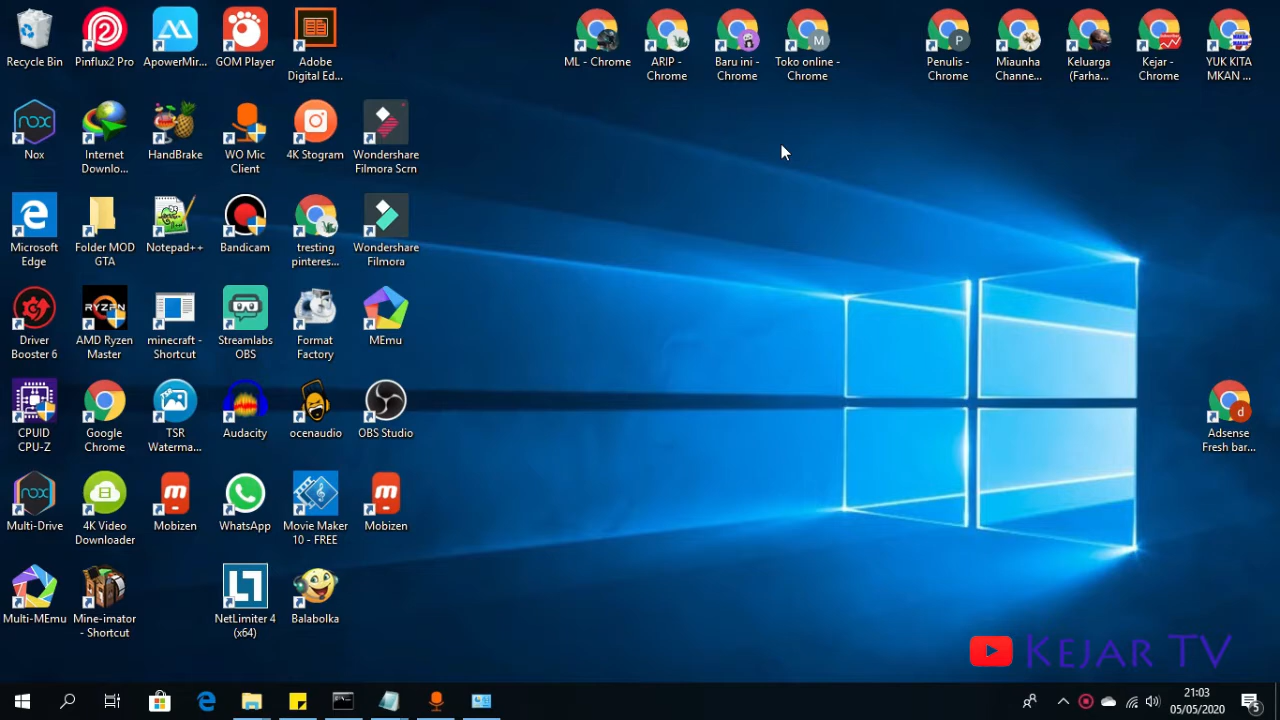 Recycle Bin
Pinflux2 Pro
ApowerMir...
GOM Player
Adobe
Digital Ed...
ML - Chrome
ARIP -
Chrome
Baru ini -
Chrome
Toko online -
Chrome
M
Penulis -
Chrome
P
Miaunha
Channe...
Keluarga
(Farha...
Kejar -
Chrome
YUK KITA
MKAN ...
nox
Nox
Internet
Downlo...
HandBrake
WO Mic
Client
4K Stogram
Wondershare
Filmora Scrn
Microsoft
Edge
Folder MOD
GTA
Notepad++
Bandicam
tresting
pinteres...
Wondershare
Filmora
Driver
Booster 6
RYZEN
AMD Ryzen
Master
minecraft -
Shortcut
Streamlabs
OBS
Format
Factory
MEmu
CPUID
CPU-Z
Google
Chrome
TSR
Waterma...
Audacity
ocenaudio
OBS Studio
d
Adsense
Fresh bar...
nox
Multi-Drive
4K Video
Downloader
m
Mobizen
WhatsApp
Movie Maker
10 - FREE
m
Mobizen
Multi-MEmu
Mine-imator
- Shortcut
NetLimiter 4
(x64)
Balabolka
KEJAR TV
21:03
05/05/2020
5